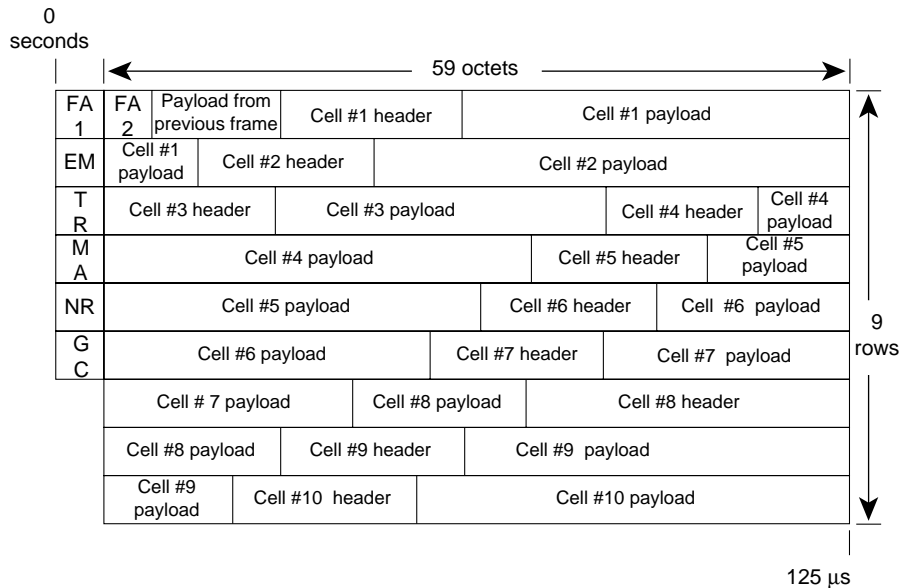 0
seconds
59 octets
FA
1
FA
2
Payload from
previous frame
Cell #1 header
Cell #1 payload
EM
Cell #1
payload
Cell #2 header
Cell #2 payload
T
R
Cell #3 header
Cell #3 payload
Cell #4 header
Cell #4
payload
M
A
Cell #4 payload
Cell #5 header
Cell #5
payload
NR
Cell #5 payload
Cell #6 header
Cell #6 payload
9
rows
G
C
Cell #6 payload
Cell #7 header
Cell #7 payload
Cell # 7 payload
Cell #8 payload
Cell #8 header
Cell #8 payload
Cell #9 header
Cell #9 payload
Cell #9
payload
Cell #10 header
Cell #10 payload
125 μs